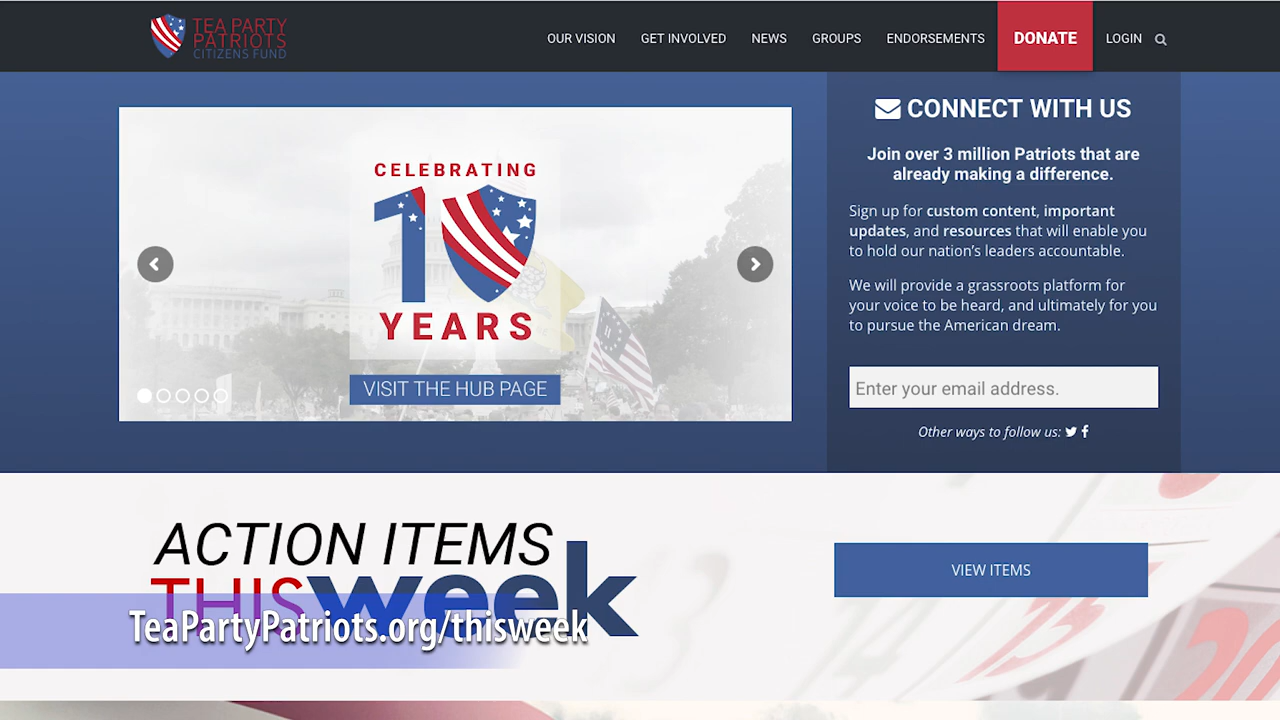 TEA PARTY
PATRIOTS
CITIZENS FUND
OUR VISION
GET INVOLVED
NEWS
GROUPS
ENDORSEMENTS
DONATE
LOGIN
CELEBRATING
10
YEARS
VISIT THE HUB PAGE
CONNECT WITH US
Join over 3 million Patriots that are
already making a difference.
Sign up for custom content, important
updates, and resources that will enable you
to hold our nation's leaders accountable.
We will provide a grassroots platform for
your voice to be heard, and ultimately for you
to pursue the American dream.
Enter your email address.
Other ways to follow us:
ACTION ITEMS
THIS week
VIEW ITEMS
TeaPartyPatriots.org/thisweek
23
20